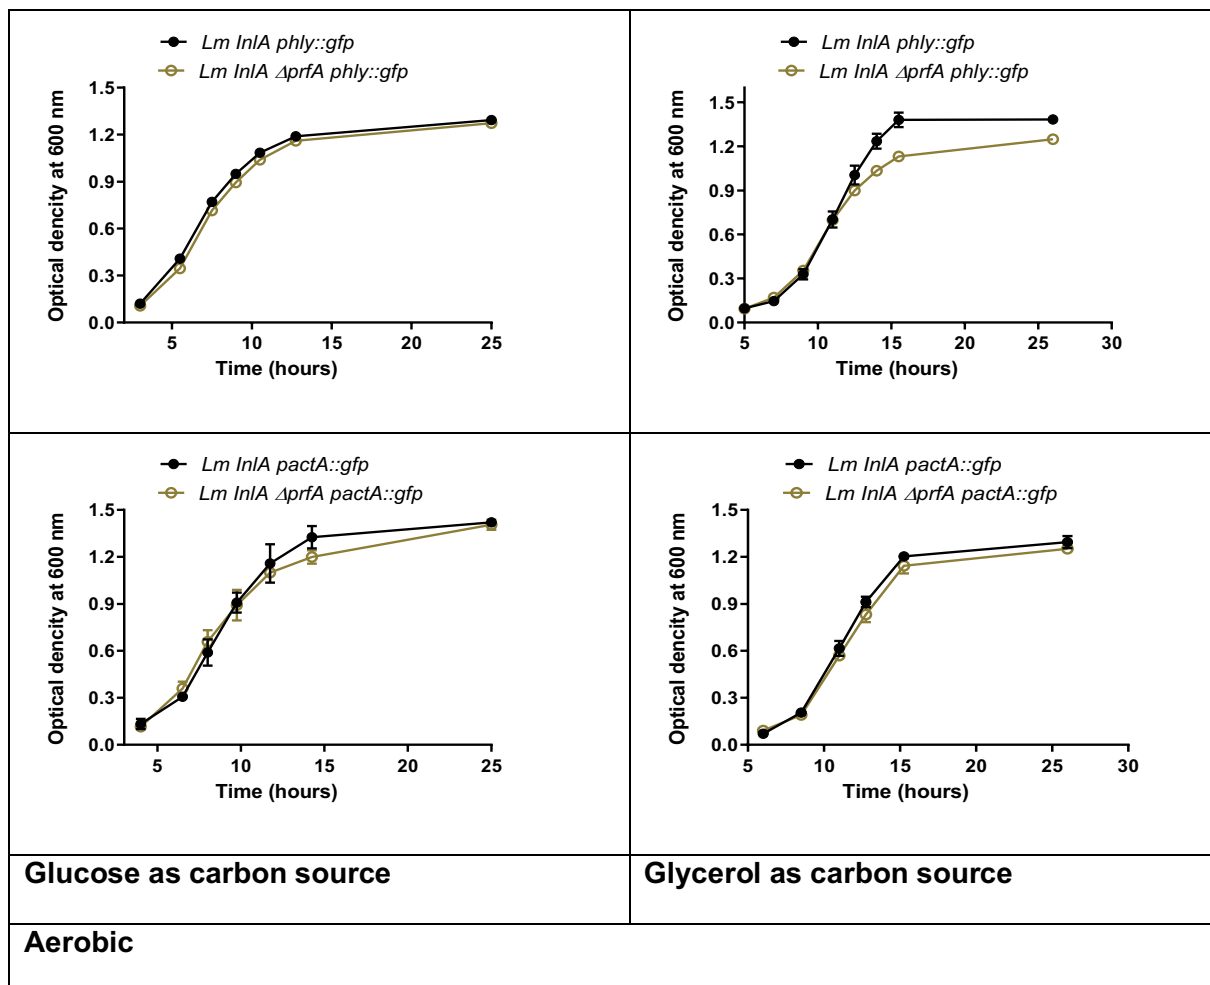 Lm InlA phly::gfp
Lm InlA ΔprfA phly::gfp
Optical dencity at 600 nm
1.5
1.2
0.9
0.6
0.3
0.0
5 10 15 20 25
Time (hours)
Lm InlA phly::gfp
Lm InlA ΔprfA phly::gfp
Optical dencity at 600 nm
1.5
1.2
0.9
0.6
0.3
0.0
5 10 15 20 25 30
Time (hours)
Lm InlA pactA::gfp
Lm InlA ΔprfA pactA::gfp
Optical dencity at 600 nm
1.5
1.2
0.9
0.6
0.3
0.0
5 10 15 20 25
Time (hours)
Lm InlA pactA::gfp
Lm InlA ΔprfA pactA::gfp
Optical dencity at 600 nm
1.5
1.2
0.9
0.6
0.3
0.0
5 10 15 20 25 30
Time (hours)
Glucose as carbon source
Glycerol as carbon source
Aerobic